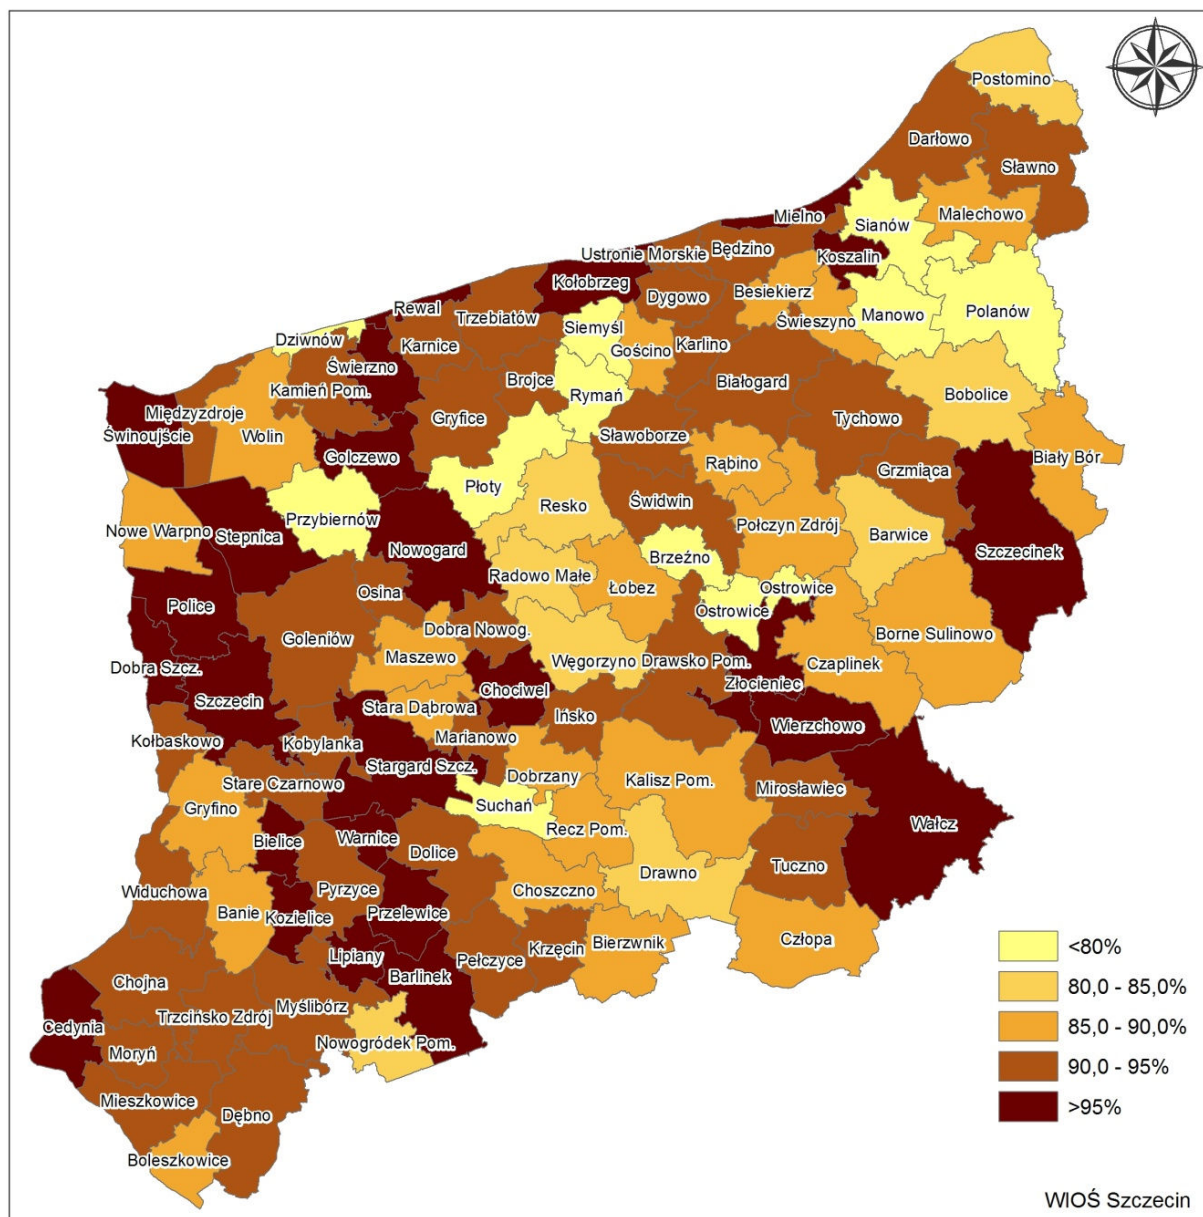 Postomino
Darłowo
Sławno
Mielno
Sianów
Malechowo
Ustronie Morskie
Będzino
Koszalin
Kołobrzeg
Rewal
Dygowo
Besiekierz
Manowo
Polanów
Trzebiatów
Siemyśl
Świeszyno
Dziwnów
Karnice
Gościno
Karlino
Świerzno
Kamień Pom.
Brojce
Rymań
Białogard
Bobolice
Międzyzdroje
Gryfice
Tychowo
Świnoujście
Wolin
Sławoborze
Golczewo
Rąbino
Grzmiąca
Biały Bór
Płoty
Resko
Świdwin
Przybiernów
Połczyn Zdrój
Nowe Warpno
Stepnica
Barwice
Nowogard
Szczecinek
Brzeźno
Radowo Małe
Łobez
Ostrowice
Osina
Police
Ostrowice
Dobra Nowog.
Goleniów
Borne Sulinowo
Maszewo
Węgorzyno
Drawsko Pom.
Czaplinek
Dobra Szcz.
Złocieniec
Szczecin
Chociwel
Stara Dąbrowa
Ińsko
Wierzchowo
Kołbaskowo
Kobylanka
Marianowo
Stargard Szcz.
Dobrzany
Kalisz Pom.
Stare Czarnowo
Mirosławiec
Suchań
Gryfino
Wałcz
Recz Pom.
Bielice
Warnice
Dolice
Tuczno
Drawno
Widuchowa
Pyrzyce
Choszczno
Banie
Kozielice
Przelewice
Człopa
Krzęcin
Bierzwnik
<80%
Lipiany
Pełczyce
Barlinek
Chojna
80,0 - 85,0%
Myślibórz
Trzcińsko Zdrój
Cedynia
85,0 - 90,0%
Nowogródek Pom.
Moryń
90,0 - 95%
Mieszkowice
>95%
Dębno
Boleszkowice
WIOŚ Szczecin